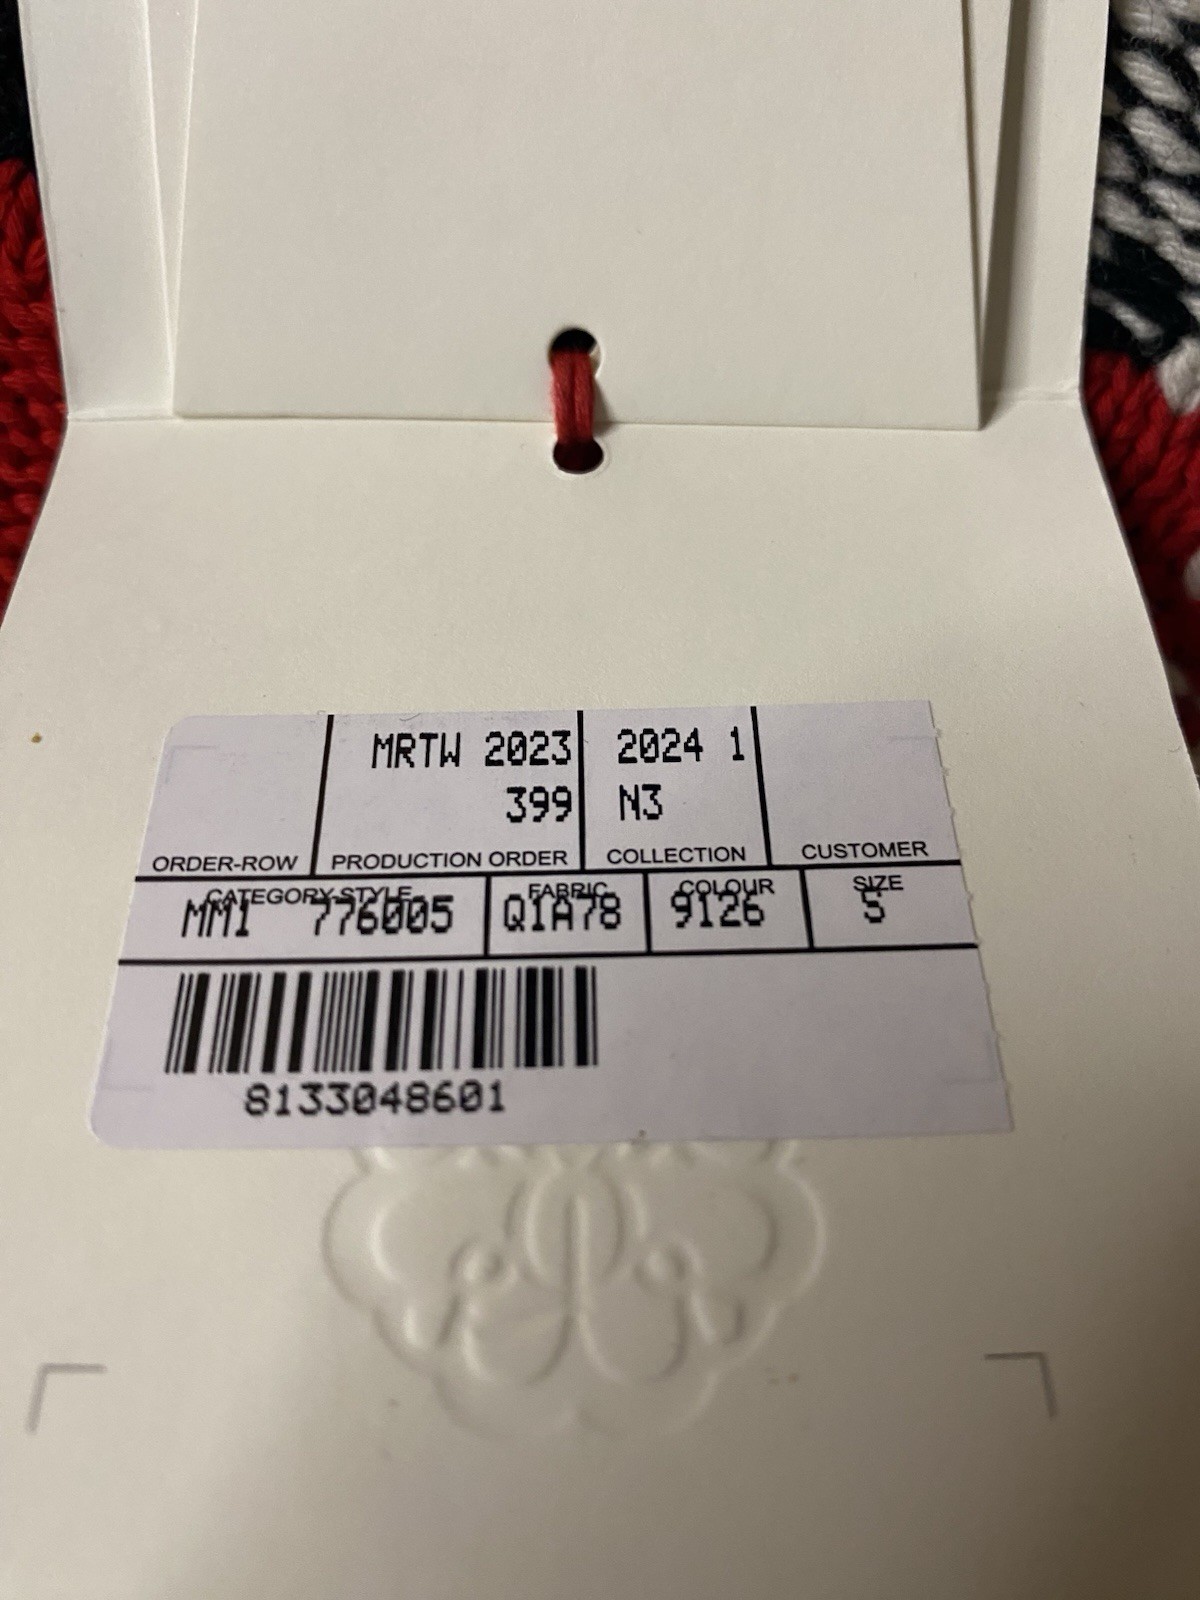 MRTW 2023
399
2024 1
N3
ORDER-ROW
PRODUCTION ORDER
COLLECTION
CUSTOMER
CATEGORY-STYLE
FABRIC
COLOUR
SIZE
MM1 776005
Q1A78
9126
S
8133048601